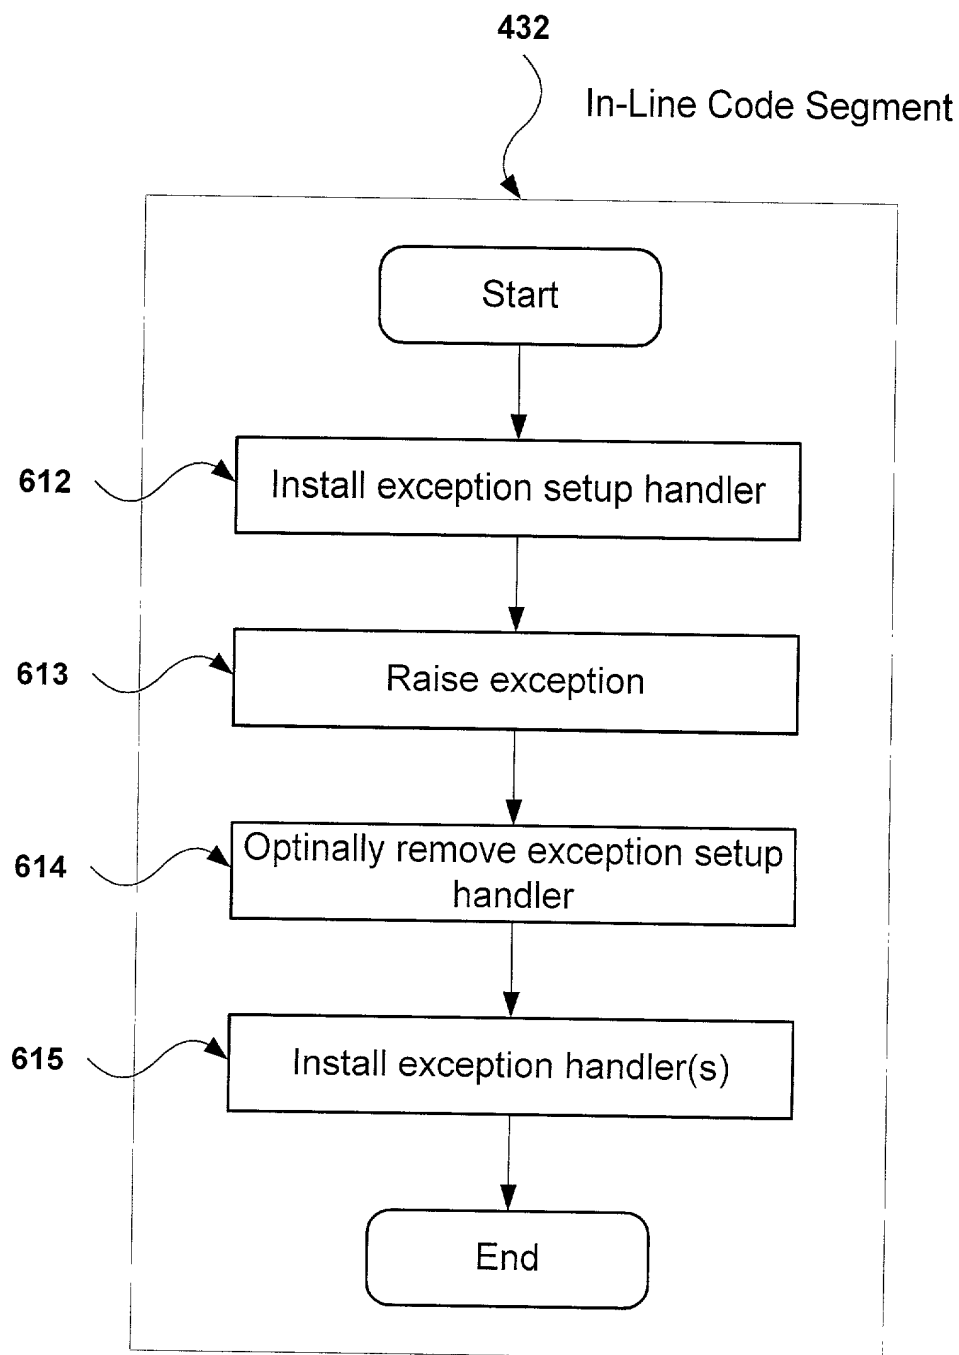 432
In-Line Code Segment
Start
612
Install exception setup handler
613
Raise exception
614
Optinally remove exception setup
handler
615
Install exception handler(s)
End